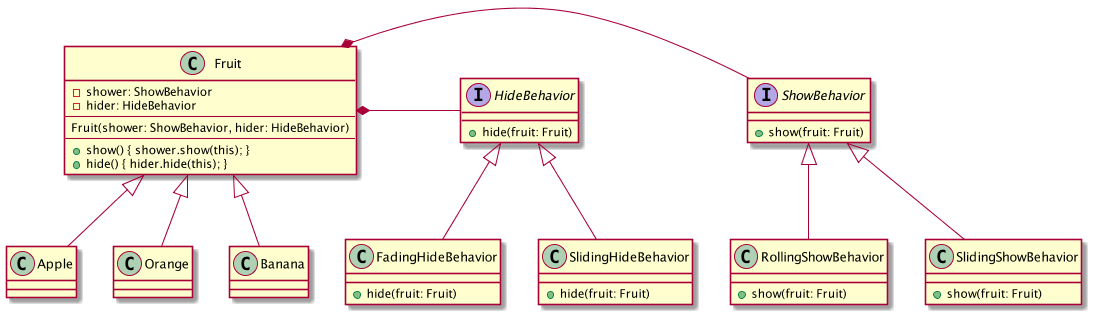 C Fruit
shower: ShowBehavior
hider: HideBehavior
Fruit(shower: ShowBehavior, hider: HideBehavior)
show() { shower.show(this); }
hide() { hider.hide(this); }
I HideBehavior
hide(fruit: Fruit)
I ShowBehavior
show(fruit: Fruit)
C Apple
C Orange
C Banana
C FadingHideBehavior
hide(fruit: Fruit)
C SlidingHideBehavior
hide(fruit: Fruit)
C RollingShowBehavior
show(fruit: Fruit)
C SlidingShowBehavior
show(fruit: Fruit)